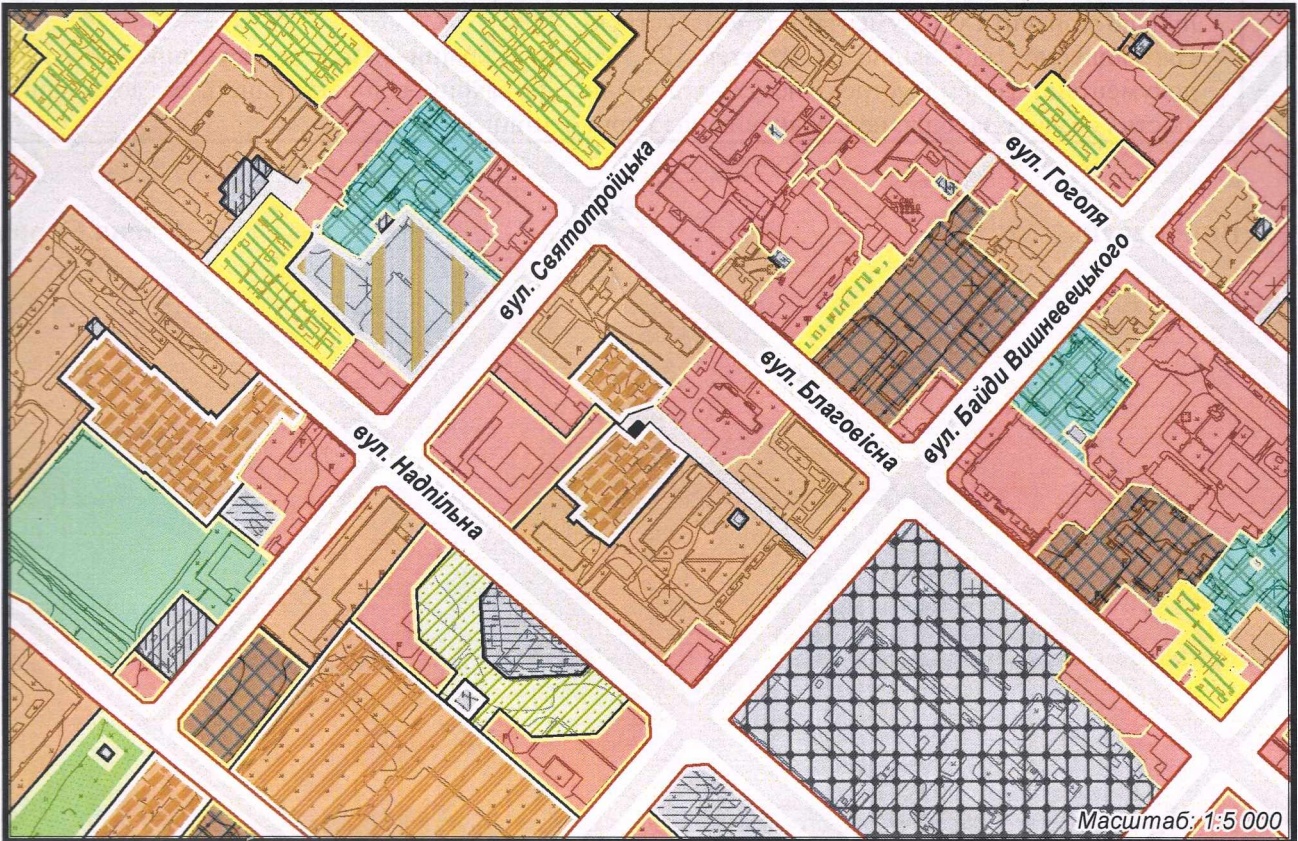 вул. Святотроїцька
вул. Гоголя
вул. Байди Вишневецького
вул. Благовісна
вул. Надпільна
Масштаб: 1:5 000